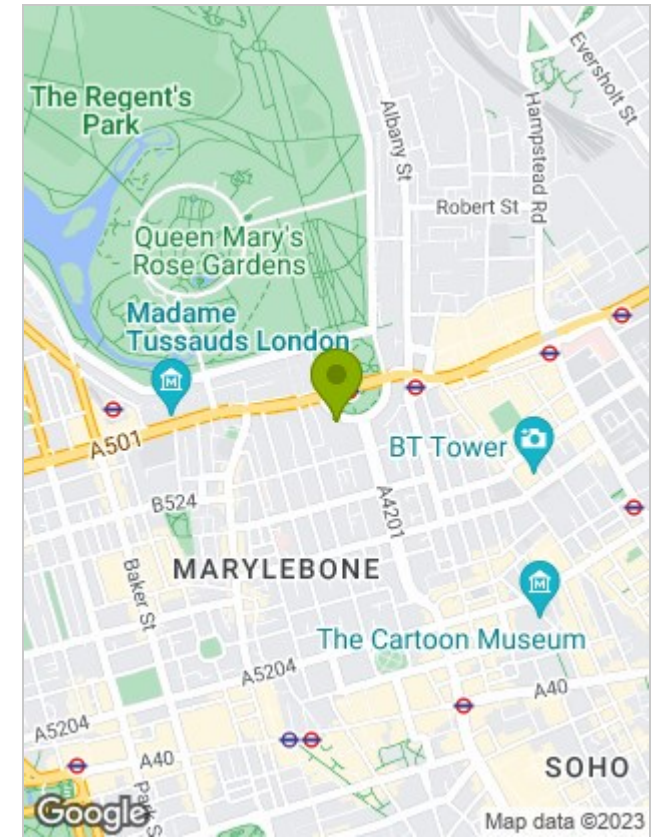 The Regent's
Park
Albany St
Hampstead Rd
Eversholt St
Robert St
Queen Mary's
Rose Gardens
Madame
Tussauds London
A501
BT Tower
B524
A4201
MARYLEBONE
Baker St
The Cartoon Museum
A5204
A40
A5204
A40
SOHO
Park S
Google
Map data ©2023